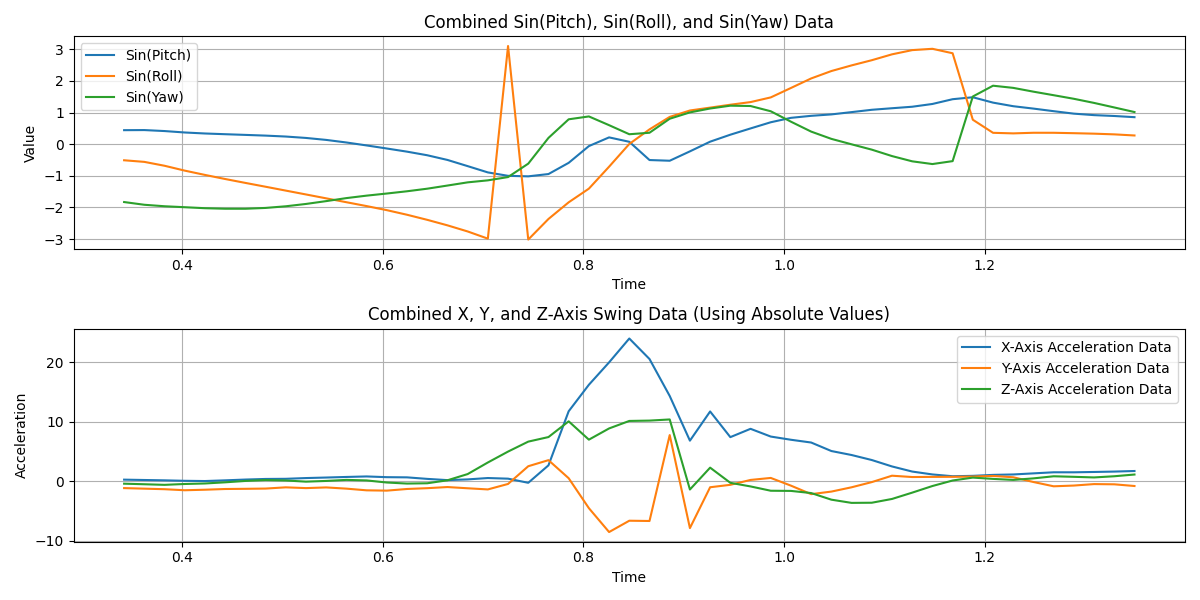 Combined Sin(Pitch), Sin(Roll), and Sin(Yaw) Data
Value
3
2
1
0
−1
−2
−3
Sin(Pitch)
Sin(Roll)
Sin(Yaw)
0.4 0.6 0.8 1.0 1.2
Time
Combined X, Y, and Z-Axis Swing Data (Using Absolute Values)
Acceleration
20
10
0
−10
X-Axis Acceleration Data
Y-Axis Acceleration Data
Z-Axis Acceleration Data
0.4 0.6 0.8 1.0 1.2
Time